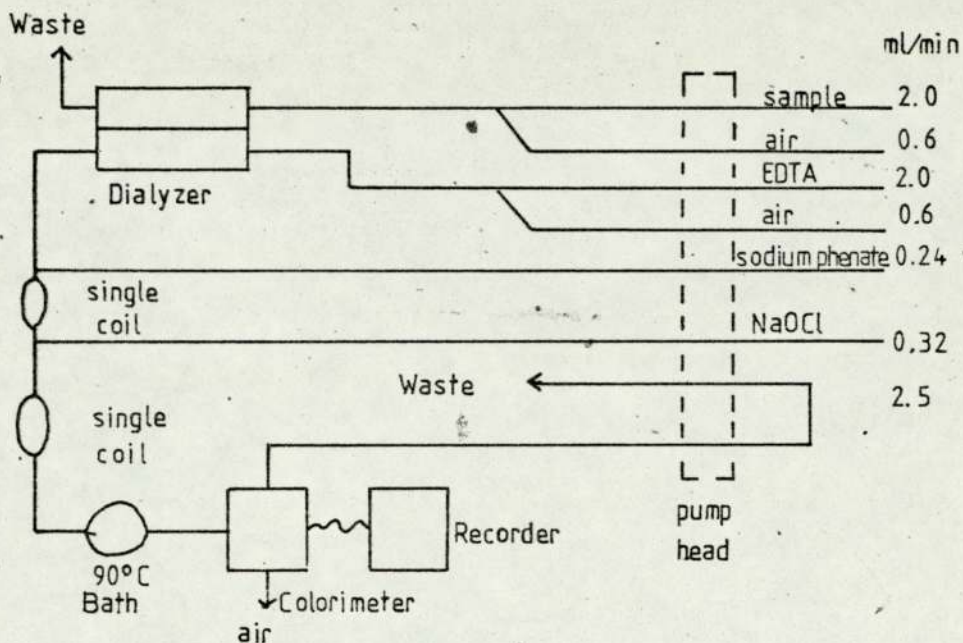 Waste
ml/min
sample 2.0
air 0.6
EDTA 2.0
air 0.6
Dialyzer
sodium phenate 0.24
single
coil
NaOCl
0.32
Waste
2.5
single
coil
Recorder
pump
head
90°C
Bath
Colorimeter
air